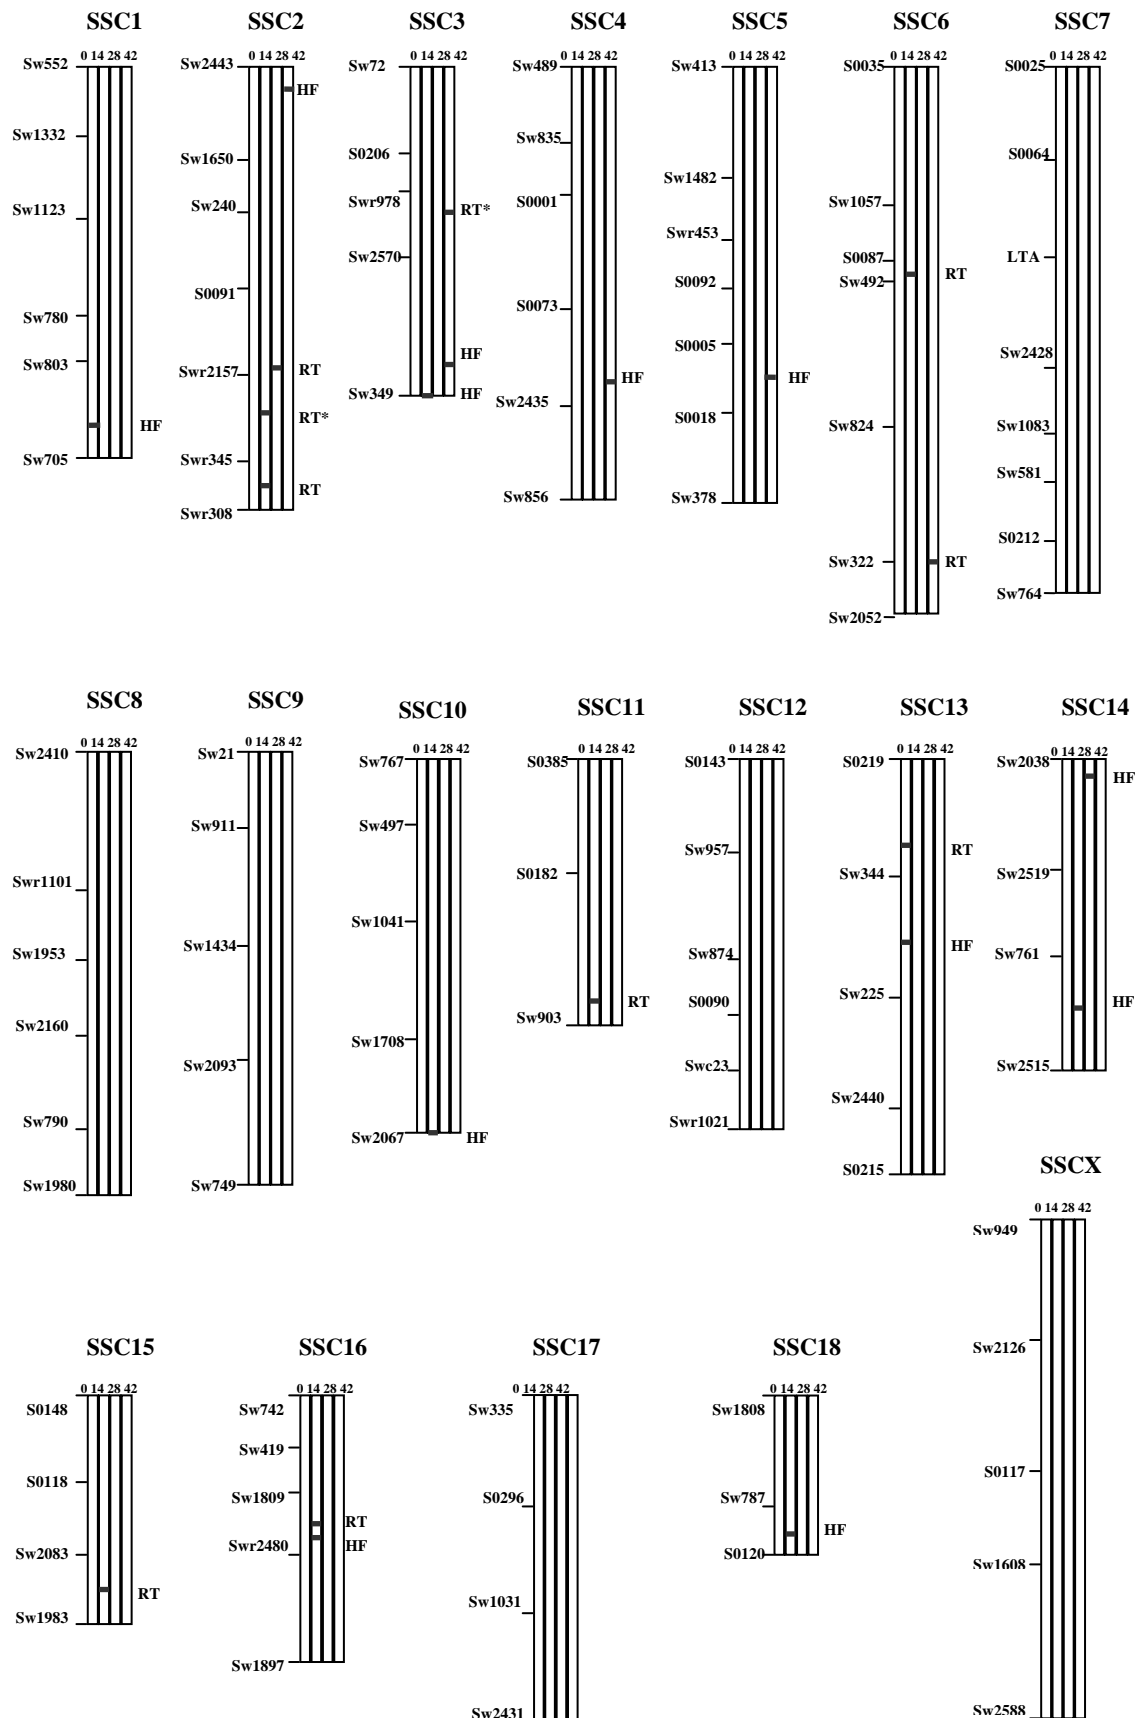 SSC1
0 14 28 42
Sw552
Sw1332
Sw1123
Sw780
Sw803
HF
Sw705
SSC2
0 14 28 42
Sw2443
HF
Sw1650
Sw240
S0091
Swr2157
RT
RT*
Swr345
RT
Swr308
SSC3
0 14 28 42
Sw72
S0206
Swr978
RT*
Sw2570
HF
Sw349
HF
SSC4
0 14 28 42
Sw489
Sw835
S0001
S0073
HF
Sw2435
Sw856
SSC5
0 14 28 42
Sw413
Sw1482
Swr453
S0092
S0005
HF
S0018
Sw378
SSC6
0 14 28 42
S0035
Sw1057
S0087
Sw492
RT
Sw824
Sw322
RT
Sw2052
SSC7
0 14 28 42
S0025
S0064
LTA
Sw2428
Sw1083
Sw581
S0212
Sw764
SSC8
0 14 28 42
Sw2410
Swr1101
Sw1953
Sw2160
Sw790
Sw1980
SSC9
0 14 28 42
Sw21
Sw911
Sw1434
Sw2093
Sw749
SSC10
0 14 28 42
Sw767
Sw497
Sw1041
Sw1708
Sw2067
HF
SSC11
0 14 28 42
S0385
S0182
RT
Sw903
SSC12
0 14 28 42
S0143
Sw957
Sw874
S0090
Swc23
Swr1021
SSC13
0 14 28 42
S0219
RT
Sw344
HF
Sw225
Sw2440
S0215
SSC14
0 14 28 42
Sw2038
HF
Sw2519
Sw761
HF
Sw2515
SSCX
0 14 28 42
Sw949
Sw2126
S0117
Sw1608
Sw2588
SSC15
0 14 28 42
S0148
S0118
Sw2083
RT
Sw1983
SSC16
0 14 28 42
Sw742
Sw419
Sw1809
RT
Swr2480
HF
Sw1897
SSC17
0 14 28 42
Sw335
S0296
Sw1031
Sw2431
SSC18
0 14 28 42
Sw1808
Sw787
HF
S0120